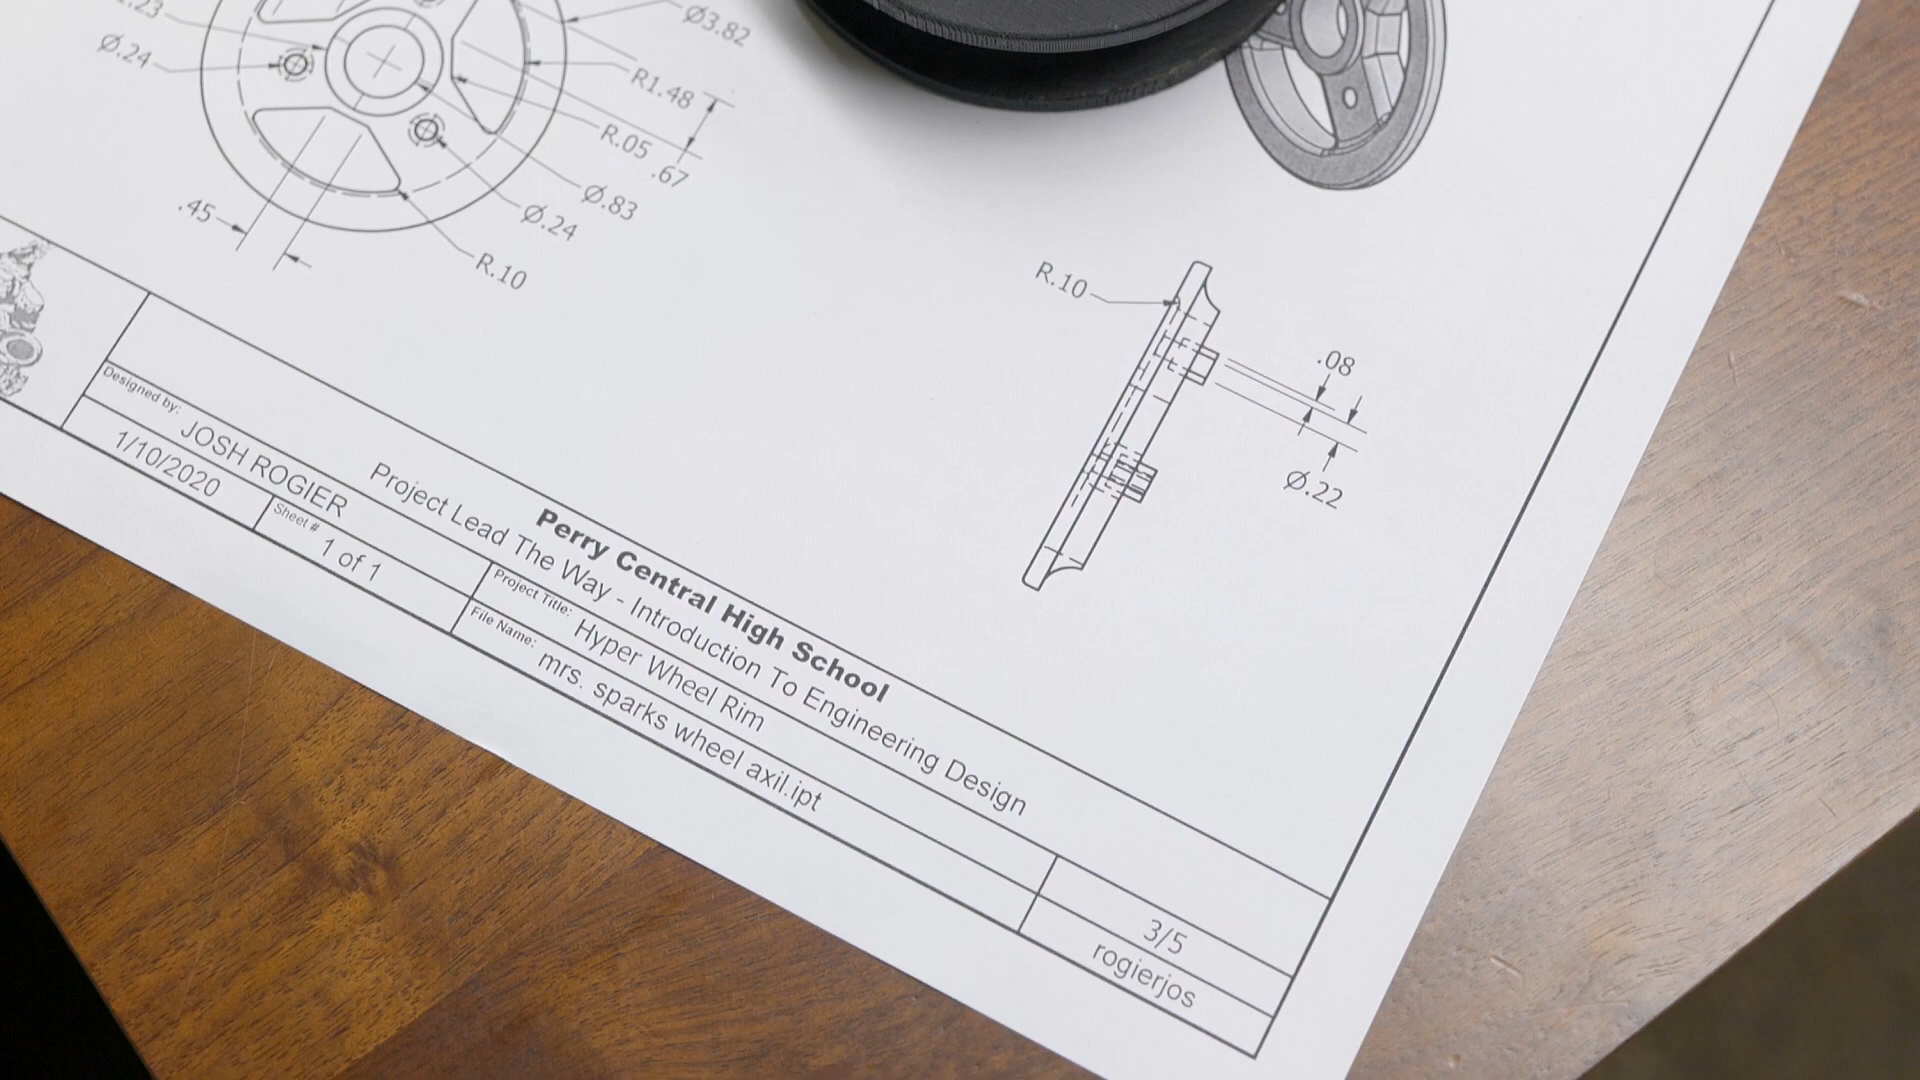 Ø3.82
Ø.24
R1.48
R.05
.67
Ø.83
Ø.24
.45
R.10
R.10
.08
Ø.22
Perry Central High School
Project Lead The Way - Introduction To Engineering Design
Designed by: JOSH ROGIER
Project Title: Hyper Wheel Rim
3/5
1/10/2020
Sheet # 1 of 1
File Name: mrs. sparks wheel axil.ipt
rogierjos